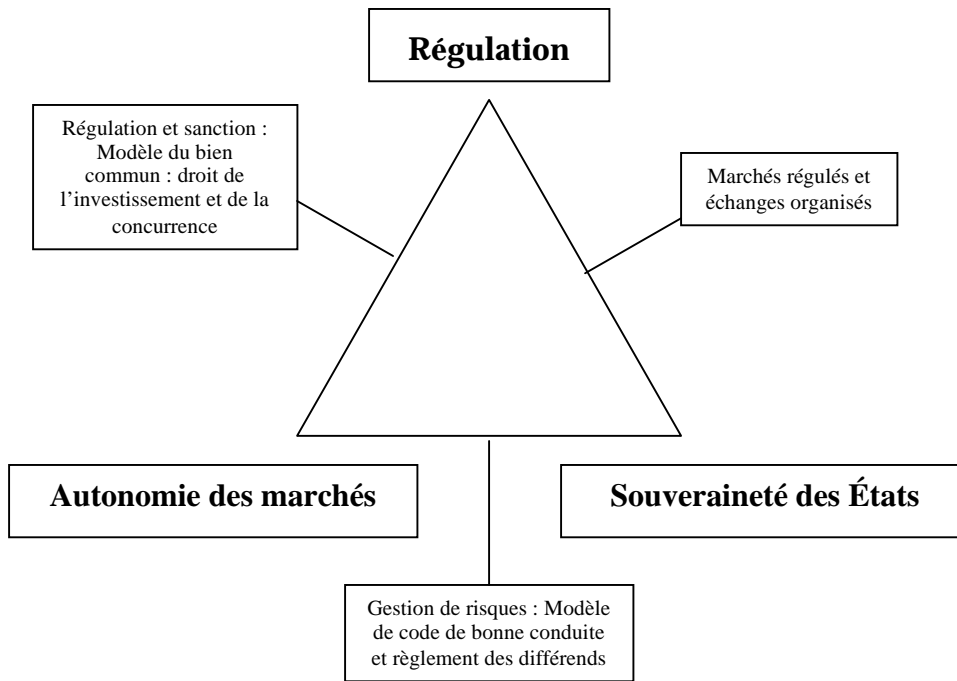 Régulation
Régulation et sanction :
Modèle du bien
commun : droit de
l’investissement et de la
concurrence
Marchés régulés et
échanges organisés
Autonomie des marchés
Souveraineté des États
Gestion de risques : Modèle
de code de bonne conduite
et règlement des différends